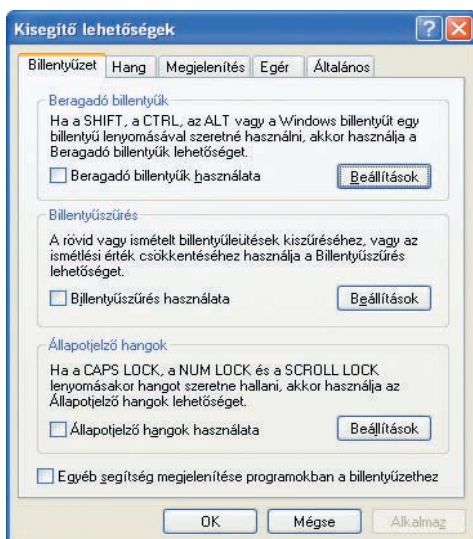 Kisegítő lehetőségek
Billentyűzet Hang Megjelenítés Egér Általános
Beragadó billentyűk
Ha a SHIFT, a CTRL, az ALT vagy a Windows billentyűt egy
billentyű lenyomásával szeretné használni, akkor használja a
Beragadó billentyűk lehetőséget.
Beragadó billentyűk használata Beállítások
Billentyűszűrés
A rövid vagy ismételt billentyűleütések kiszűréséhez, vagy az
ismétlési érték csökkentéséhez használja a Billentyűszűrés
lehetőséget.
Billentyűszűrés használata Beállítások
Állapotjelző hangok
Ha a CAPS LOCK, a NUM LOCK és a SCROLL LOCK
lenyomásakor hangot szeretne hallani, akkor használja az
Állapotjelző hangok lehetőséget.
Állapotjelző hangok használata Beállítások
Egyéb segítség megjelenítése programokban a billentyűzethez
OK Mégse Alkalmaz